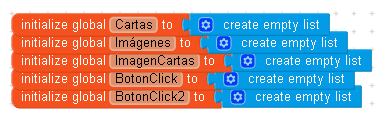 initialize global Cartas to create empty list
initialize global Imágenes to create empty list
initialize global ImagenCartas to create empty list
initialize global BotonClick to create empty list
initialize global BotonClick2 to create empty list